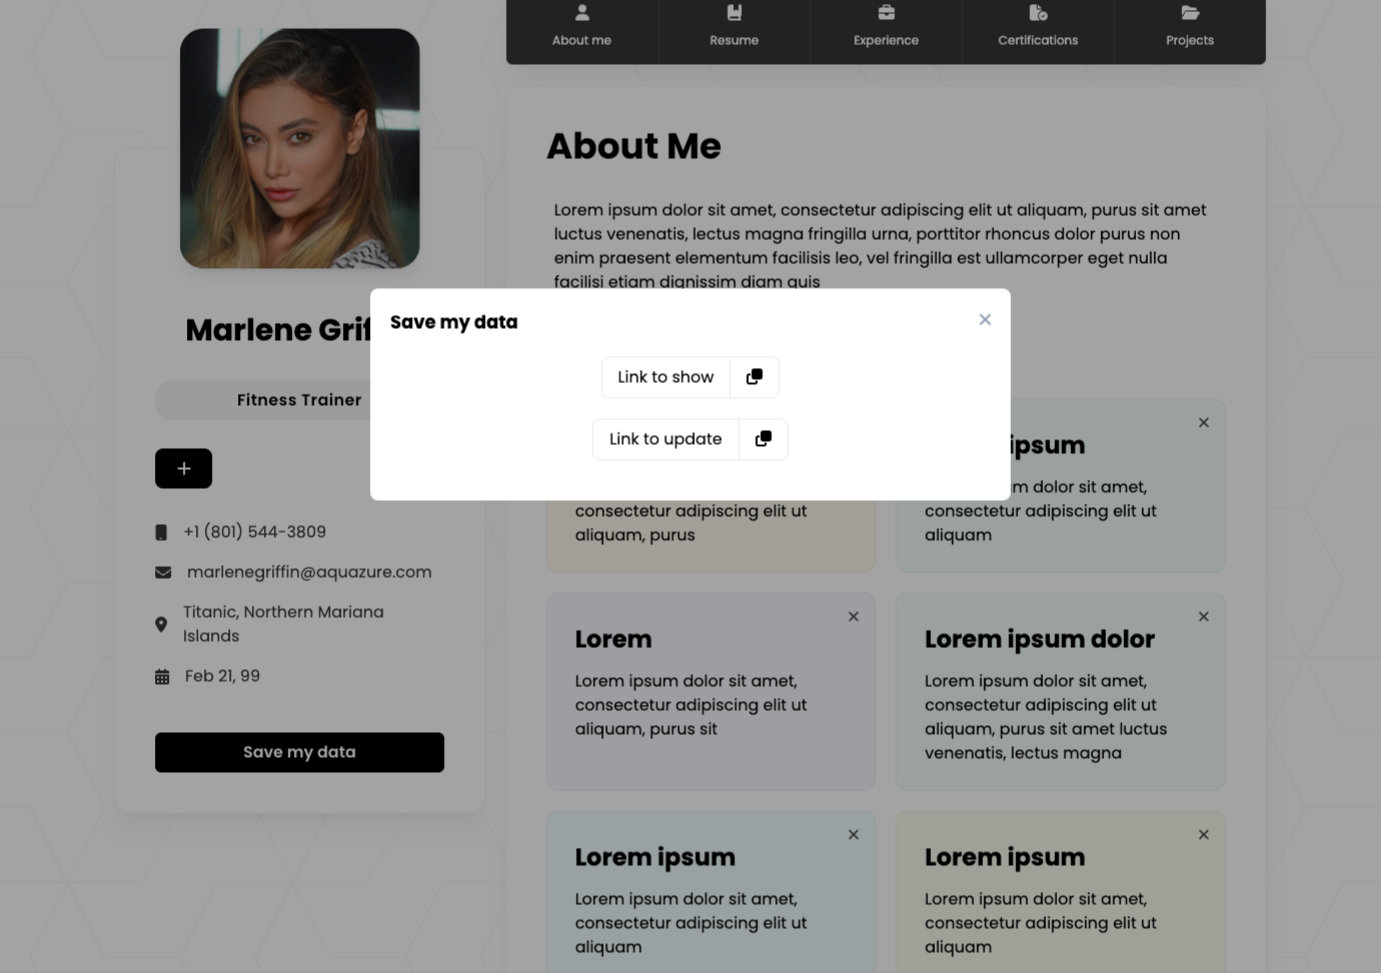 About me
Resume
Experience
Certifications
Projects
About Me
Lorem ipsum dolor sit amet, consectetur adipiscing elit ut aliquam, purus sit amet
luctus venenatis, lectus magna fringilla urna, porttitor rhoncus dolor purus non
enim praesent elementum facilisis leo, vel fringilla est ullamcorper eget nulla
facilisi etiam dignissim diam quis
Marlene Grif
Fitness Trainer
+1 (801) 544-3809
marlenegriffin@aquazure.com
Titanic, Northern Mariana
Islands
Feb 21, 99
Save my data
Save my data
Link to show
Link to update
consectetur adipiscing elit ut
aliquam, purus
ipsum
m dolor sit amet,
consectetur adipiscing elit ut
aliquam
Lorem
Lorem ipsum dolor sit amet,
consectetur adipiscing elit ut
aliquam, purus sit
Lorem ipsum dolor
Lorem ipsum dolor sit amet,
consectetur adipiscing elit ut
aliquam, purus sit amet luctus
venenatis, lectus magna
Lorem ipsum
Lorem ipsum dolor sit amet,
consectetur adipiscing elit ut
aliquam
Lorem ipsum
Lorem ipsum dolor sit amet,
consectetur adipiscing elit ut
aliquam